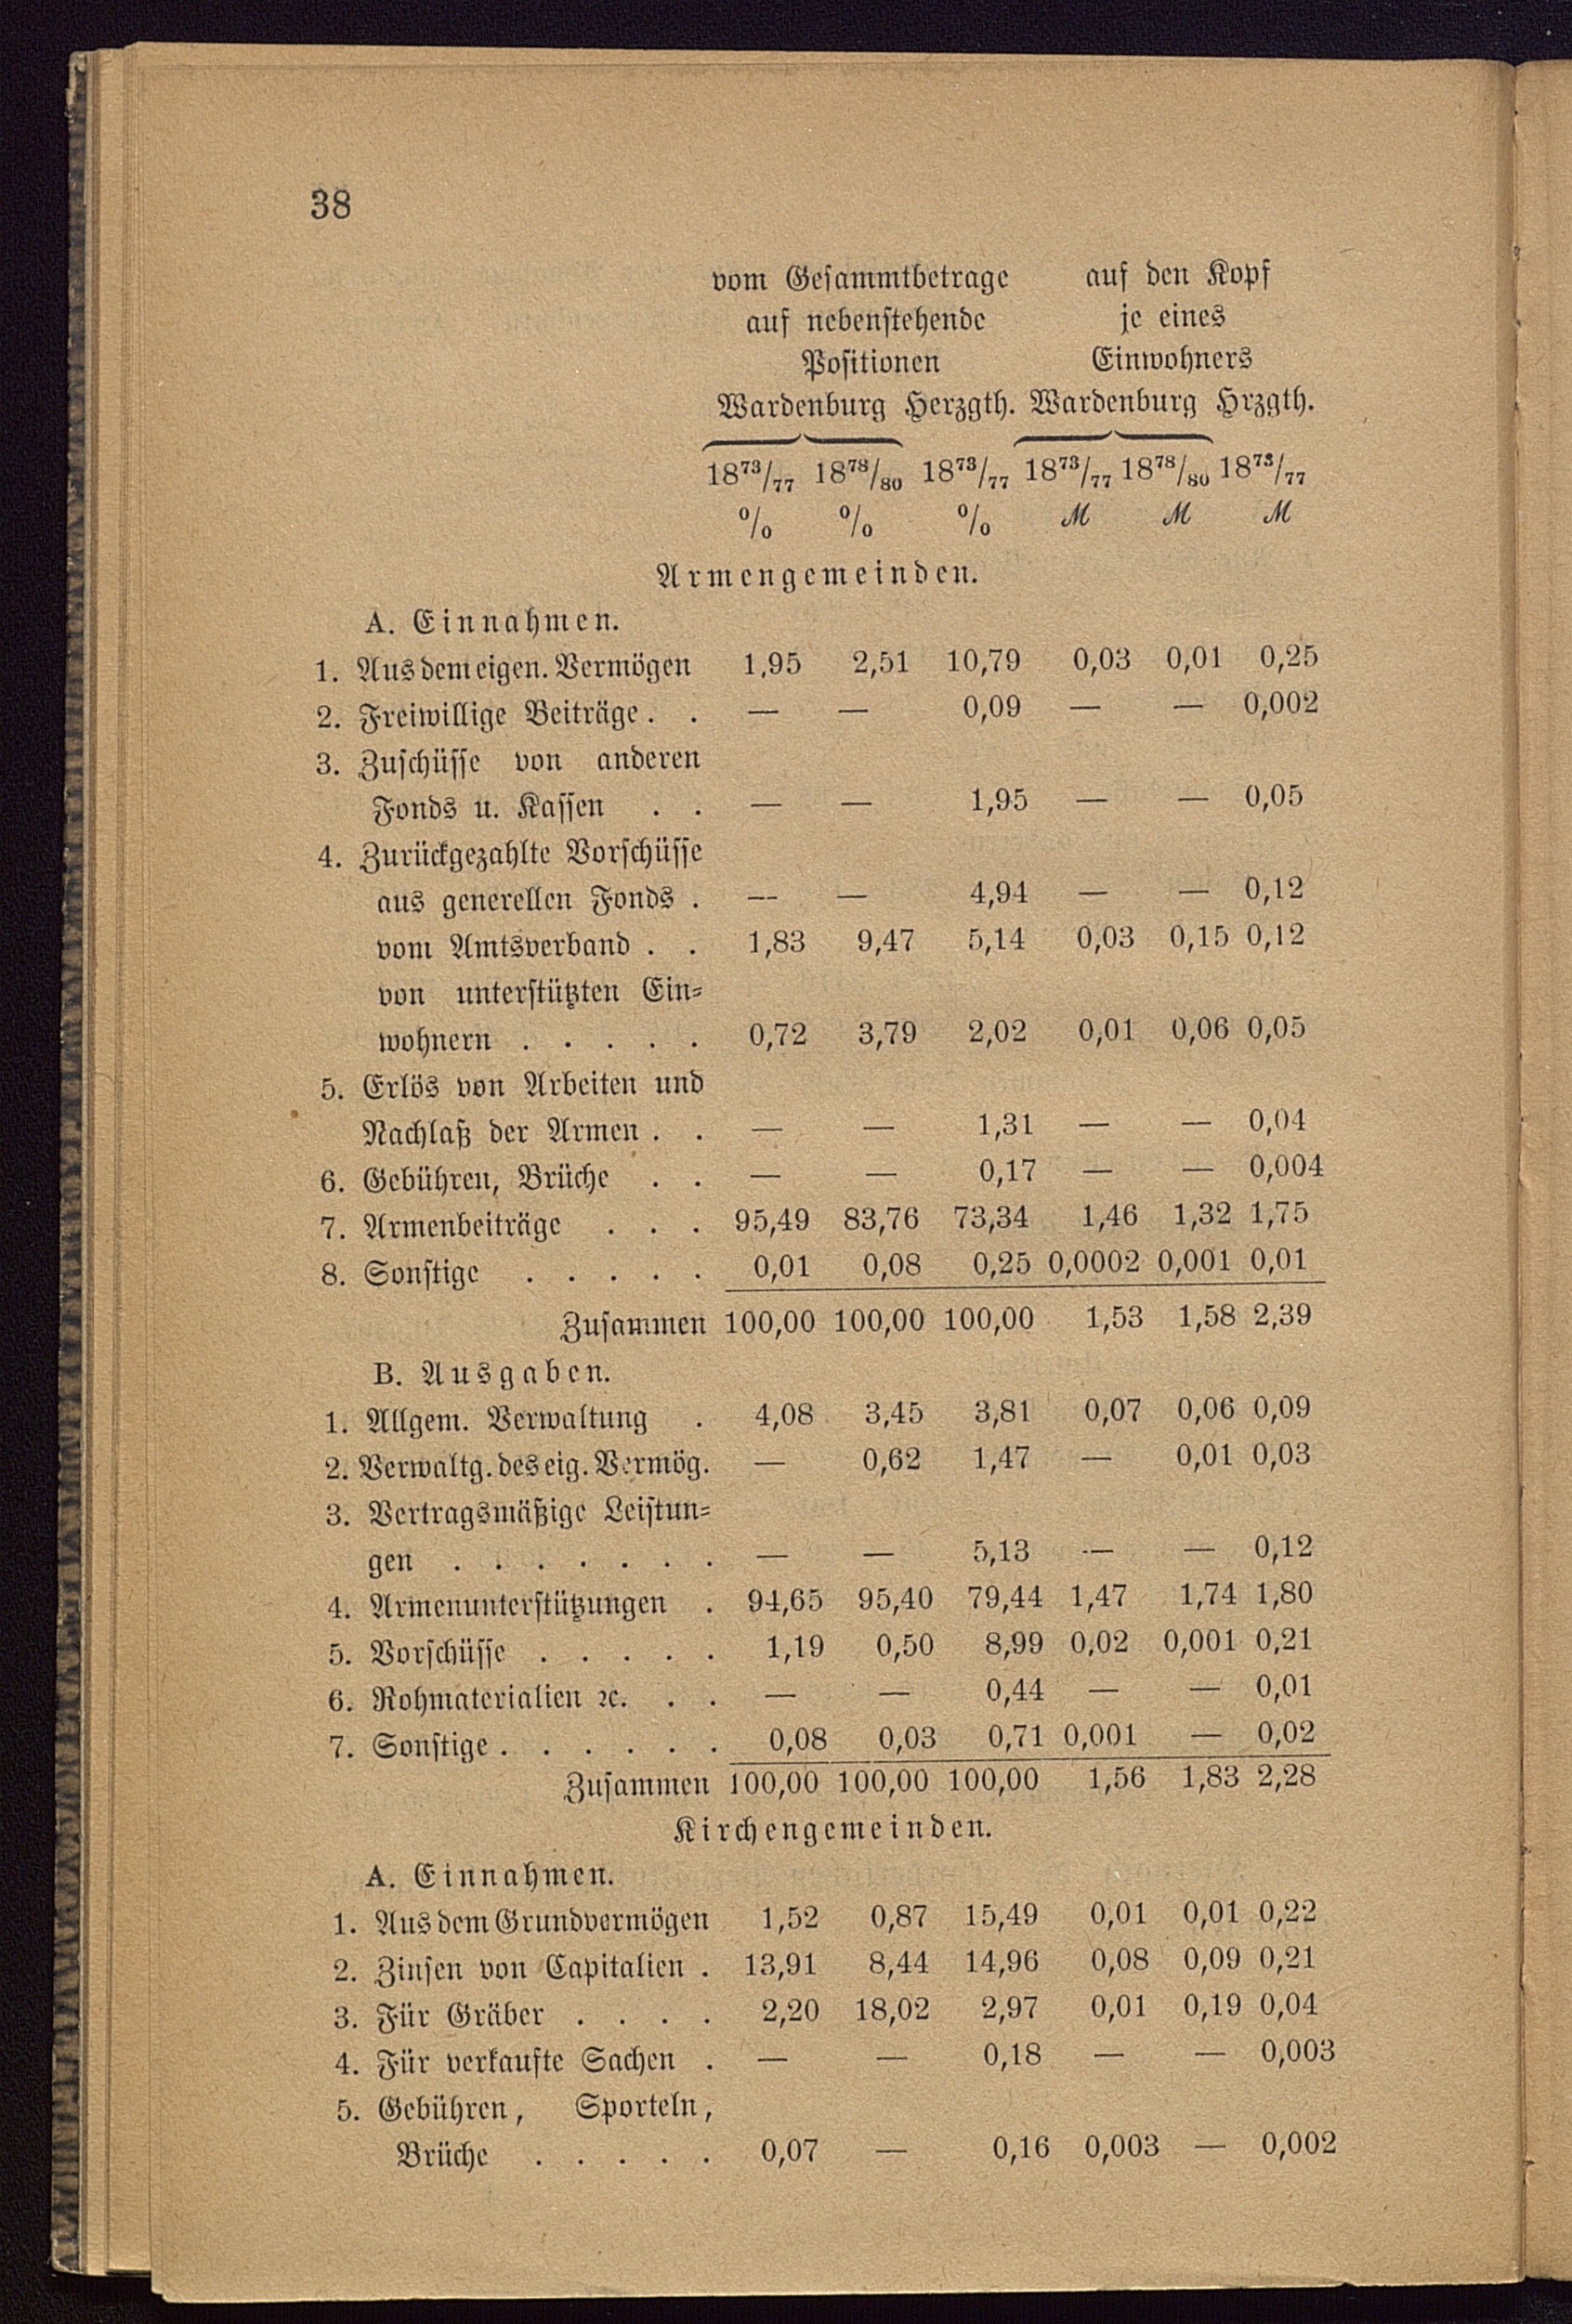 38
vom Gesammtbetrage auf den Kopf
auf nebenstehende je eines
Positionen Einwohners
Wardenburg Herzgth. Wardenburg Hrzgth.
18⁷³/₇₇ 18⁷⁸/₈₀ 18⁷³/₇₇ 18⁷³/₇₇ 18⁷⁸/₈₀ 18⁷³/₇₇
% % % ℳ ℳ ℳ
Armengemeinden.
A. Einnahmen.
1. Aus dem eigen. Vermögen 1,95 2,51 10,79 0,03 0,01 0,25
2. Freiwillige Beiträge . . — — 0,09 — — 0,002
3. Zuschüsse von anderen
Fonds u. Kassen . . — — 1,95 — — 0,05
4. Zurückgezahlte Vorschüsse
aus generellen Fonds . — — 4,94 — — 0,12
vom Amtsverband . . 1,83 9,47 5,14 0,03 0,15 0,12
von unterstützten Ein-
wohnern . . . . . 0,72 3,79 2,02 0,01 0,06 0,05
5. Erlös von Arbeiten und
Nachlaß der Armen . . — — 1,31 — — 0,04
6. Gebühren, Brüche . . — — 0,17 — — 0,004
7. Armenbeiträge . . . 95,49 83,76 73,34 1,46 1,32 1,75
8. Sonstige . . . . . 0,01 0,08 0,25 0,0002 0,001 0,01
Zusammen 100,00 100,00 100,00 1,53 1,58 2,39
B. Ausgaben.
1. Allgem. Verwaltung . 4,08 3,45 3,81 0,07 0,06 0,09
2. Verwaltg. des eig. Vermög. — 0,62 1,47 — 0,01 0,03
3. Vertragsmäßige Leistun-
gen . . . . . . . — — 5,13 — — 0,12
4. Armenunterstützungen . 94,65 95,40 79,44 1,47 1,74 1,80
5. Vorschüsse . . . . . 1,19 0,50 8,99 0,02 0,001 0,21
6. Rohmaterialien ꝛc. . . — — 0,44 — — 0,01
7. Sonstige . . . . . . 0,08 0,03 0,71 0,001 — 0,02
Zusammen 100,00 100,00 100,00 1,56 1,83 2,28
Kirchengemeinden.
A. Einnahmen.
1. Aus dem Grundvermögen 1,52 0,87 15,49 0,01 0,01 0,22
2. Zinsen von Capitalien . 13,91 8,44 14,96 0,08 0,09 0,21
3. Für Gräber . . . . 2,20 18,02 2,97 0,01 0,19 0,04
4. Für verkaufte Sachen . — — 0,18 — — 0,003
5. Gebühren, Sporteln,
Brüche . . . . . 0,07 — 0,16 0,003 — 0,002